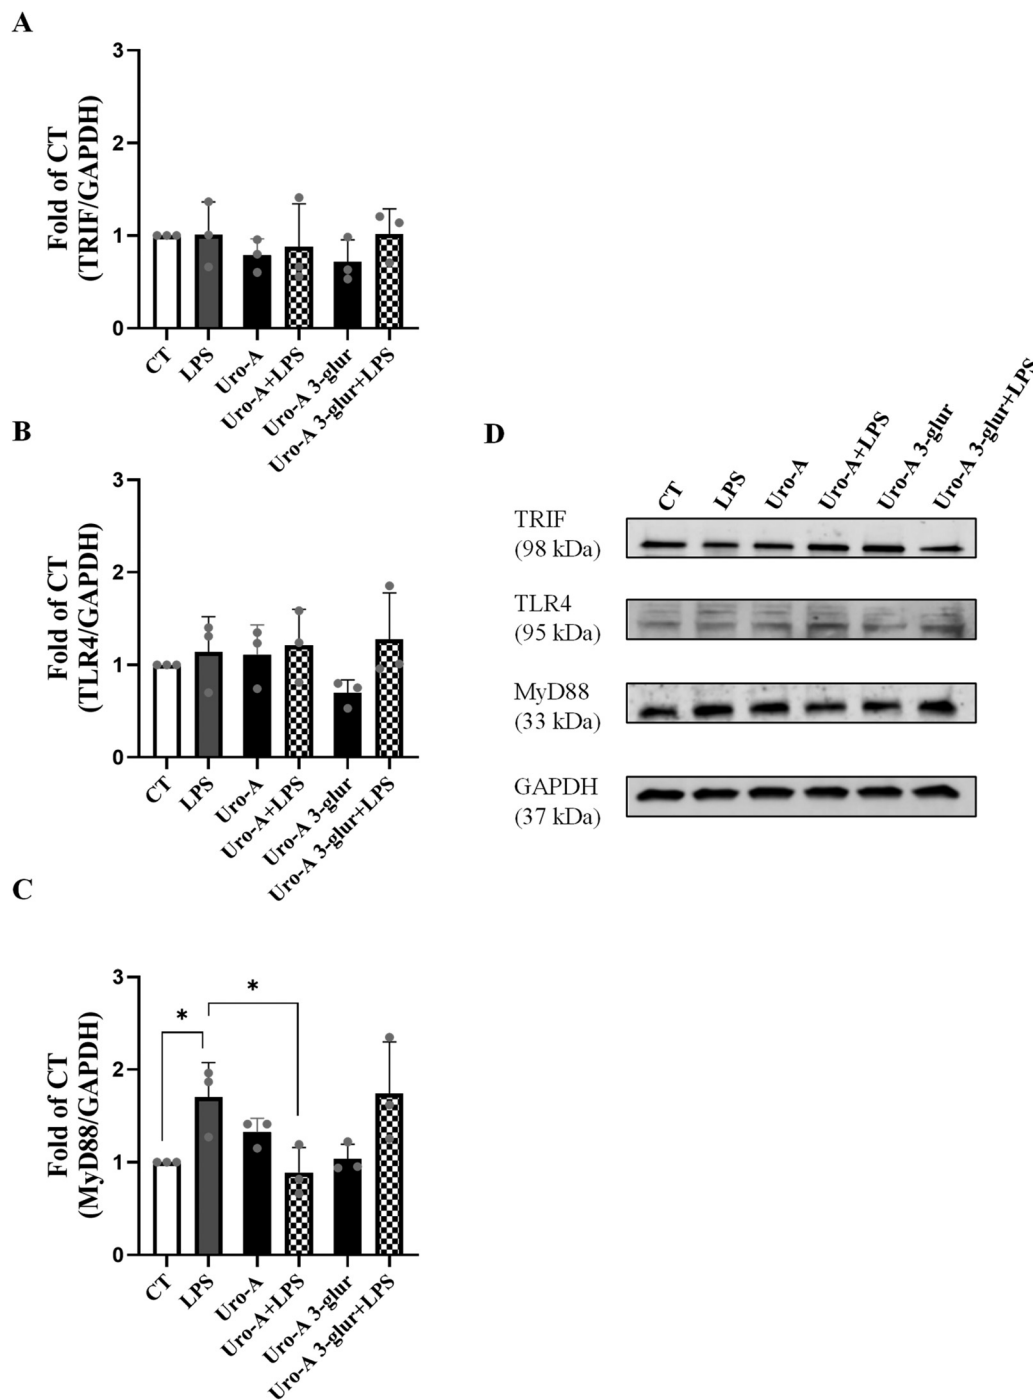 A
Fold of CT
(TRIF/GAPDH)
3
2
1
0
CT
LPS
Uro-A
Uro-A+LPS
Uro-A 3-glur
Uro-A 3-glur+LPS
B
Fold of CT
(TLR4/GAPDH)
3
2
1
0
CT
LPS
Uro-A
Uro-A+LPS
Uro-A 3-glur
Uro-A 3-glur+LPS
C
Fold of CT
(MyD88/GAPDH)
3
2
1
0
*
*
CT
LPS
Uro-A
Uro-A+LPS
Uro-A 3-glur
Uro-A 3-glur+LPS
D
CT
LPS
Uro-A
Uro-A+LPS
Uro-A 3-glur
Uro-A 3-glur+LPS
TRIF
(98 kDa)
TLR4
(95 kDa)
MyD88
(33 kDa)
GAPDH
(37 kDa)